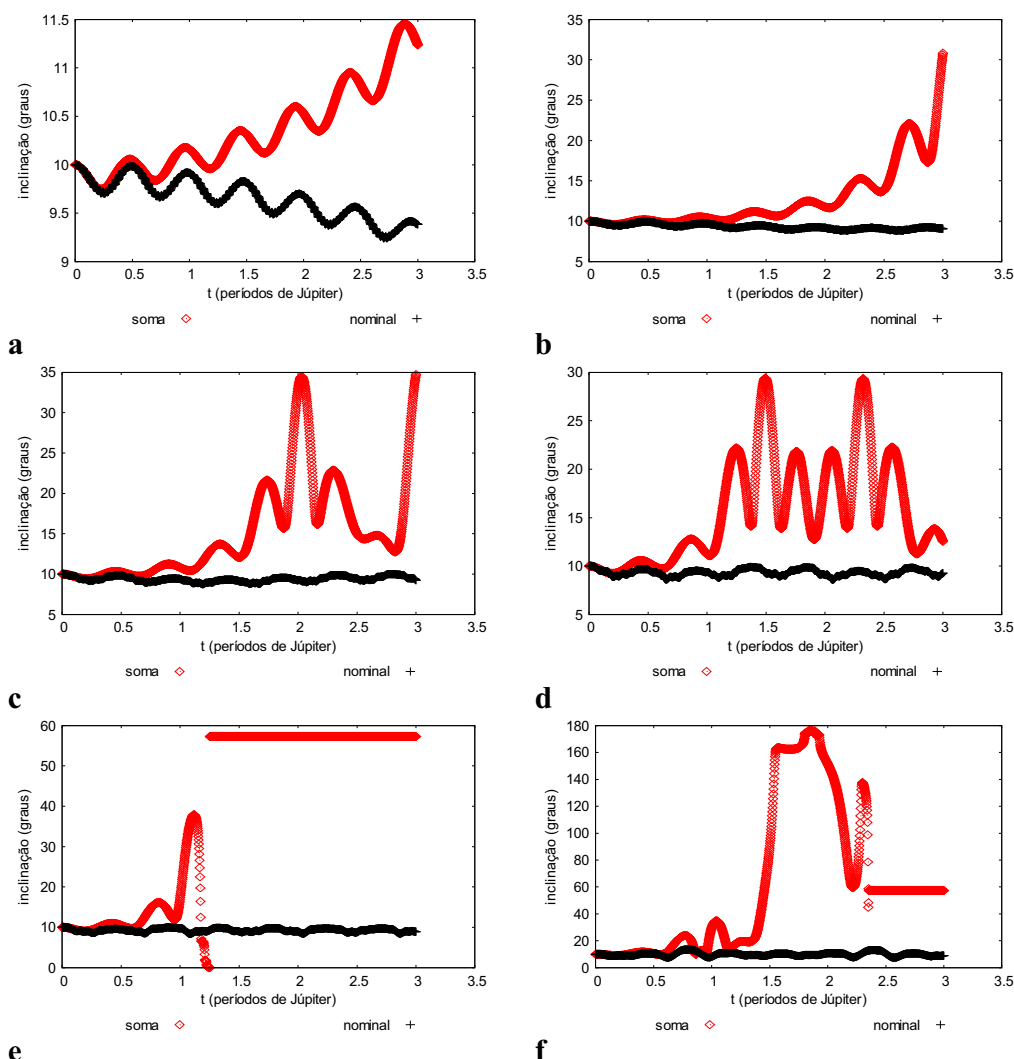 11.5
11
10.5
10
9.5
9
inclinação (graus)
0 0.5 1 1.5 2 2.5 3 3.5
t (períodos de Júpiter)
soma nominal
a
35
30
25
20
15
10
5
inclinação (graus)
0 0.5 1 1.5 2 2.5 3 3.5
t (períodos de Júpiter)
soma nominal
b
35
30
25
20
15
10
5
inclinação (graus)
0 0.5 1 1.5 2 2.5 3 3.5
t (períodos de Júpiter)
soma nominal
c
30
25
20
15
10
5
inclinação (graus)
0 0.5 1 1.5 2 2.5 3 3.5
t (períodos de Júpiter)
soma nominal
d
60
50
40
30
20
10
0
inclinação (graus)
0 0.5 1 1.5 2 2.5 3 3.5
t (períodos de Júpiter)
soma nominal
e
180
160
140
120
100
80
60
40
20
0
inclinação (graus)
0 0.5 1 1.5 2 2.5 3 3.5
t (períodos de Júpiter)
soma nominal
f